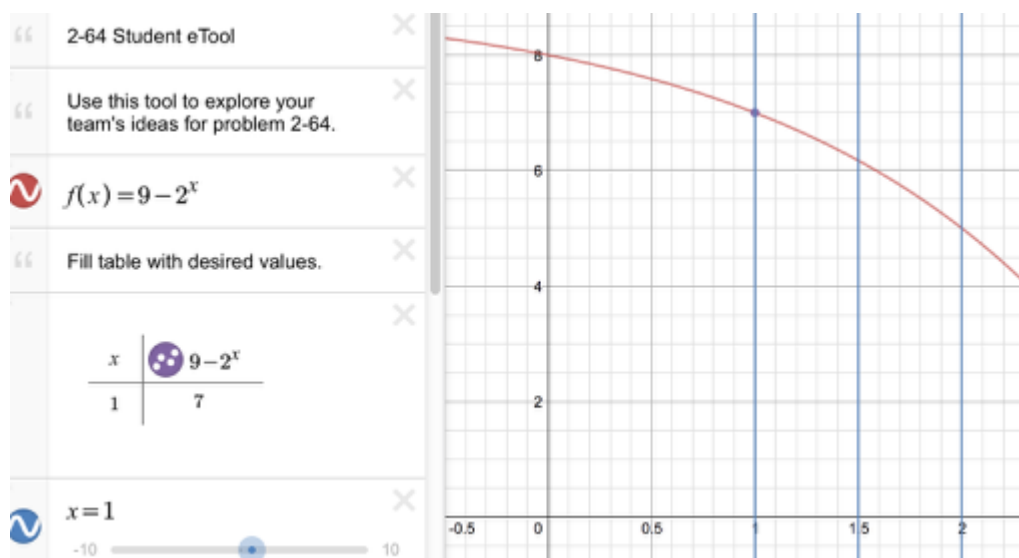 2-64 Student eTool
Use this tool to explore your
team's ideas for problem 2-64.
f(x)=9−2ˣ
Fill table with desired values.
x 9−2ˣ
1 7
x=1
-10 10
8
6
4
2
-0.5 0 0.5 1 1.5 2